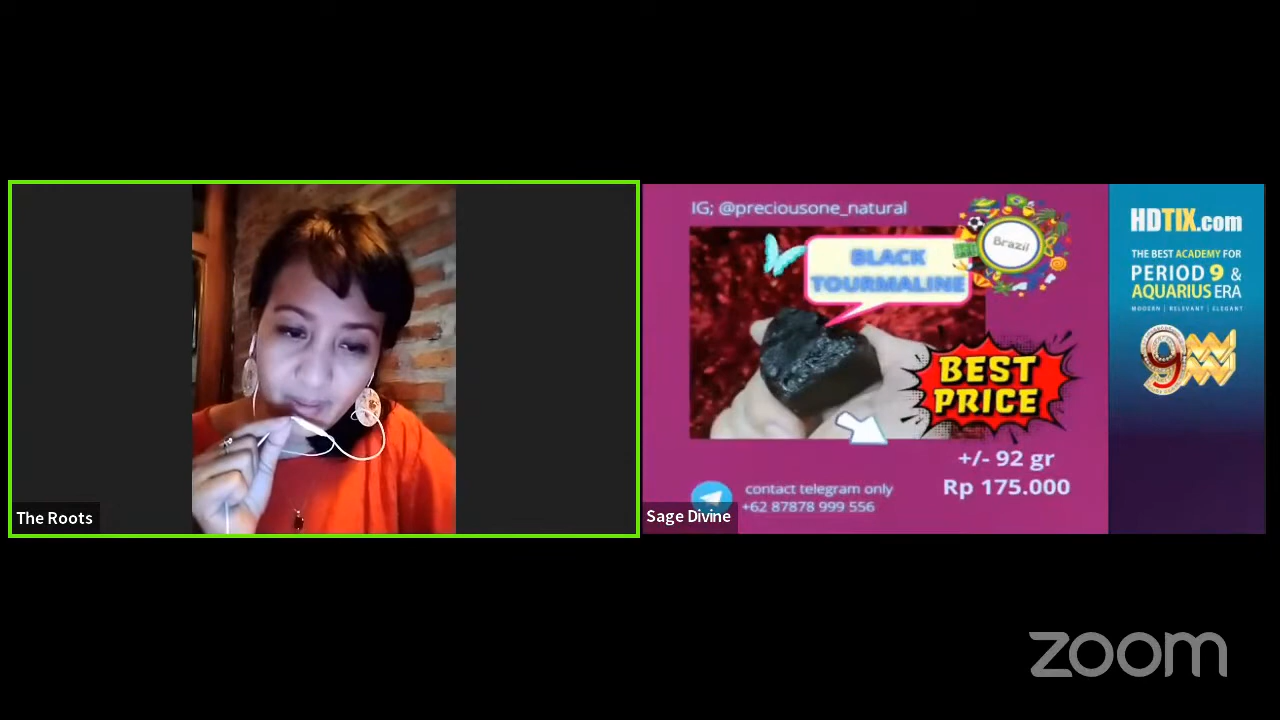 The Roots
IG; @preciousone_natural
BLACK
TOURMALINE
Brazil
BEST
PRICE
+/- 92 gr
Rp 175.000
contact telegram only
+62 87878 999 556
Sage Divine
HDTIX.com
THE BEST ACADEMY FOR
PERIOD 9 &
AQUARIUS ERA
MODERN | RELEVANT | ELEGANT
9
zoom